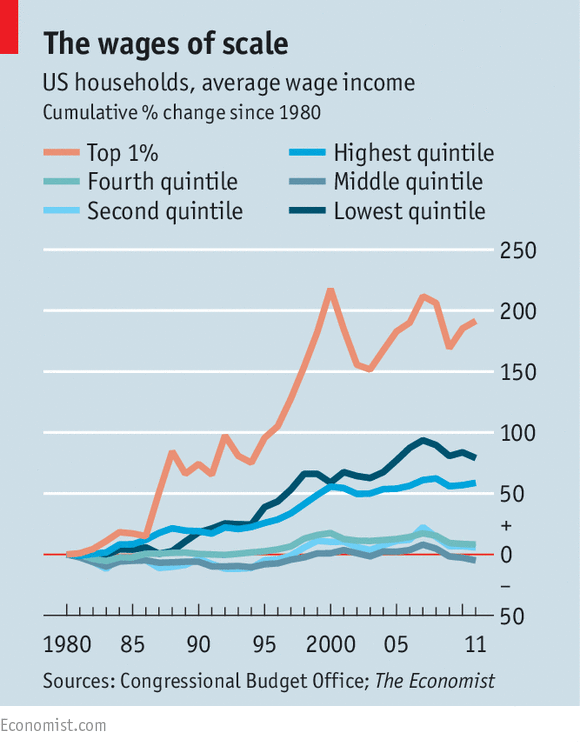 The wages of scale
US households, average wage income
Cumulative % change since 1980
Top 1%
Highest quintile
Fourth quintile
Middle quintile
Second quintile
Lowest quintile
250
200
150
100
50
+
0
–
50
1980 85 90 95 2000 05 11
Sources: Congressional Budget Office; The Economist
Economist.com